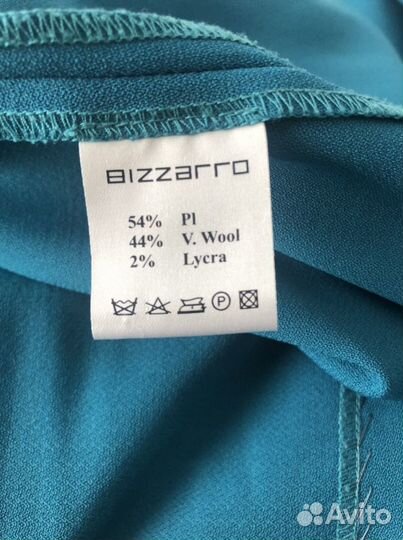 BIZZARRO
54% Pl
44% V. Wool
2% Lycra
P
Avito